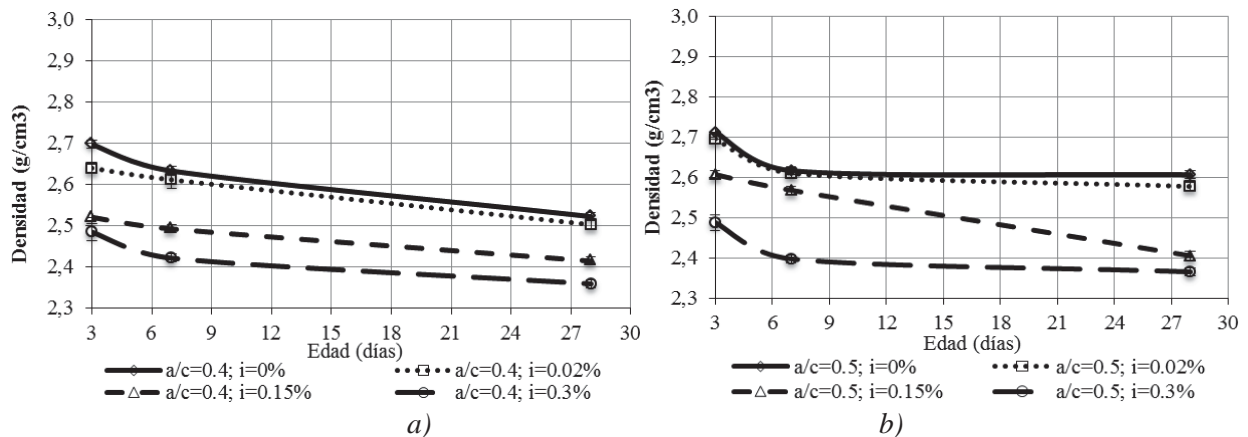 3,0
2,9
2,8
2,7
2,6
2,5
2,4
2,3
Densidad (g/cm3)
3 6 9 12 15 18 21 24 27 30
Edad (días)
a/c=0.4; i=0% a/c=0.4; i=0.02%
a/c=0.4; i=0.15% a/c=0.4; i=0.3%
a)
3,0
2,9
2,8
2,7
2,6
2,5
2,4
2,3
Densidad (g/cm3)
3 6 9 12 15 18 21 24 27 30
Edad (días)
a/c=0.5; i=0% a/c=0.5; i=0.02%
a/c=0.5; i=0.15% a/c=0.5; i=0.3%
b)